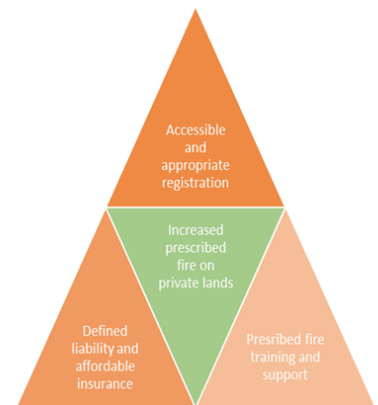 Accessible
and
appropriate
registration
Increased
prescribed
fire on
private lands
Defined
liability and
affordable
insurance
Presribed fire
training and
support